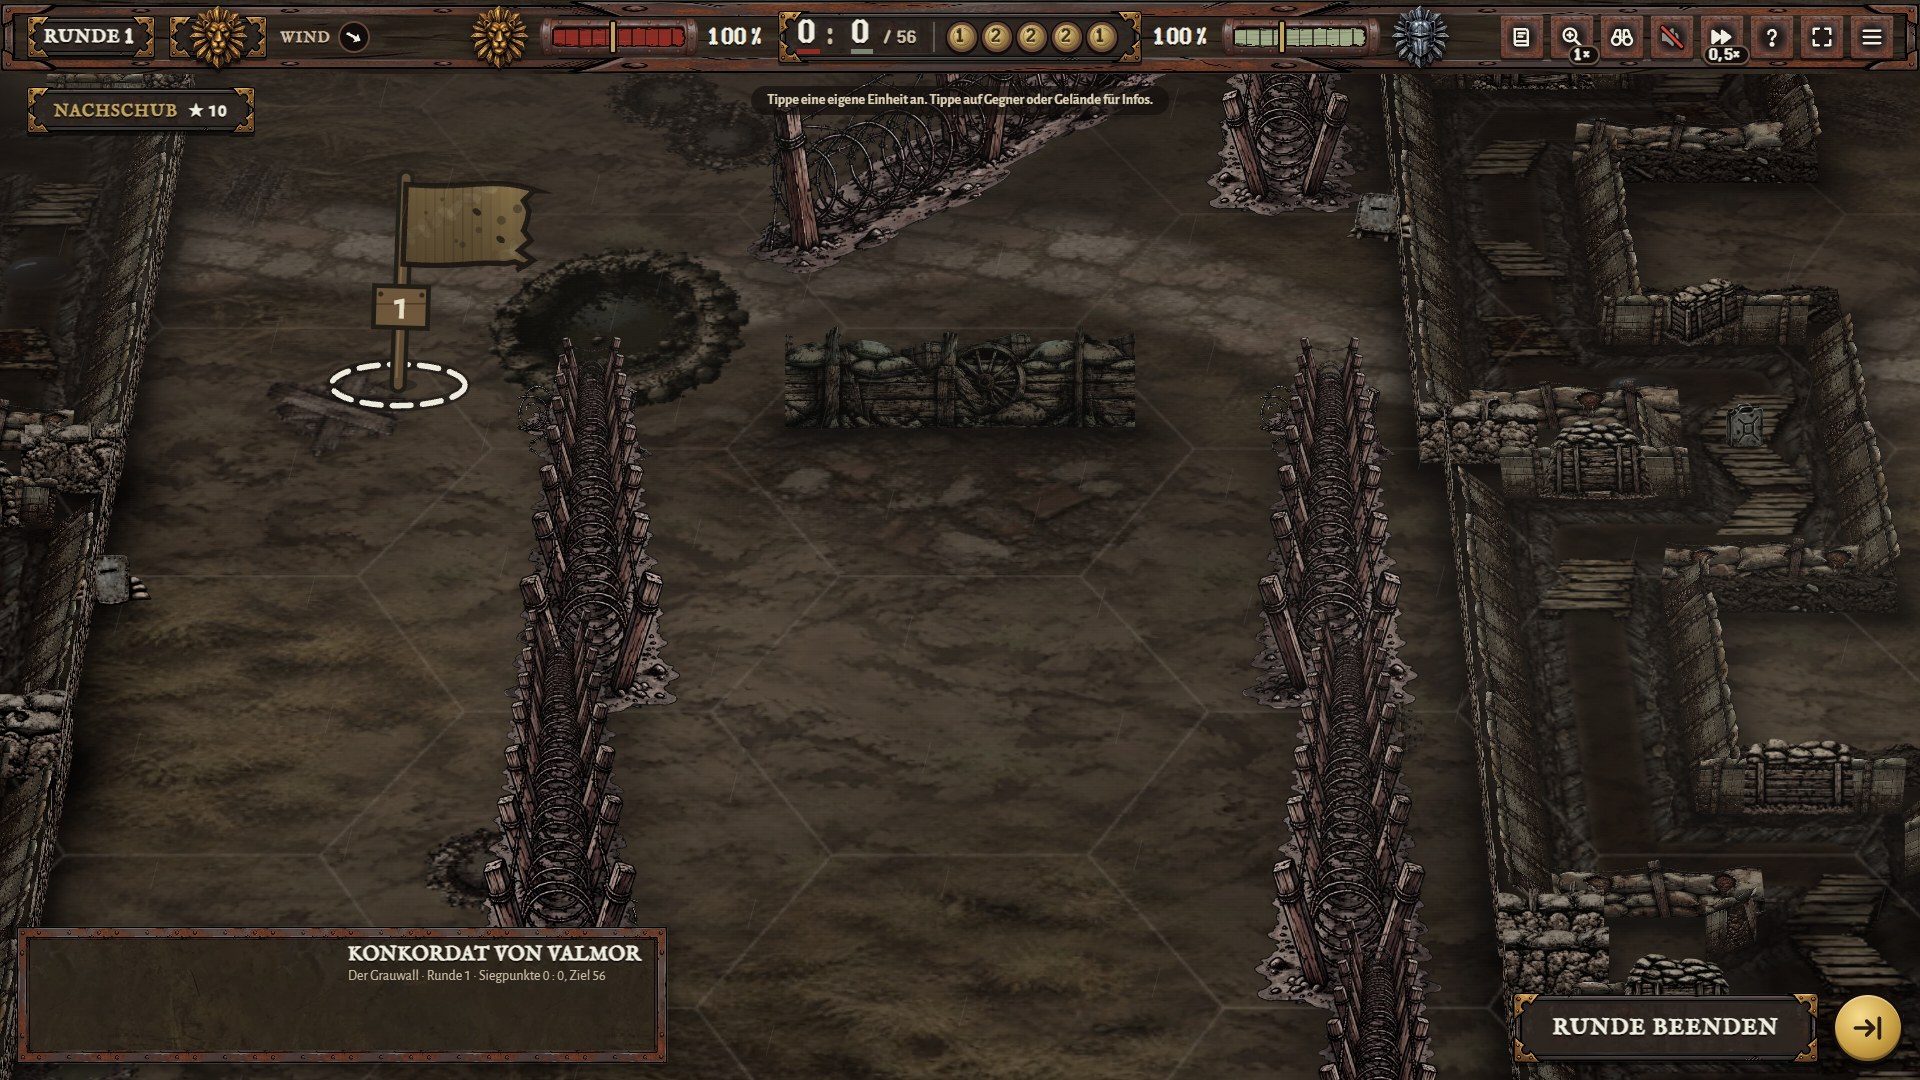 RUNDE 1
WIND
100 %
0 : 0 / 56
1 2 2 2 1
100 %
1x
0,5x
?
NACHSCHUB ★ 10
Tippe eine eigene Einheit an. Tippe auf Gegner oder Gelände für Infos.
1
KONKORDAT VON VALMOR
Der Grauwall · Runde 1 · Siegpunkte 0 : 0, Ziel 56
RUNDE BEENDEN